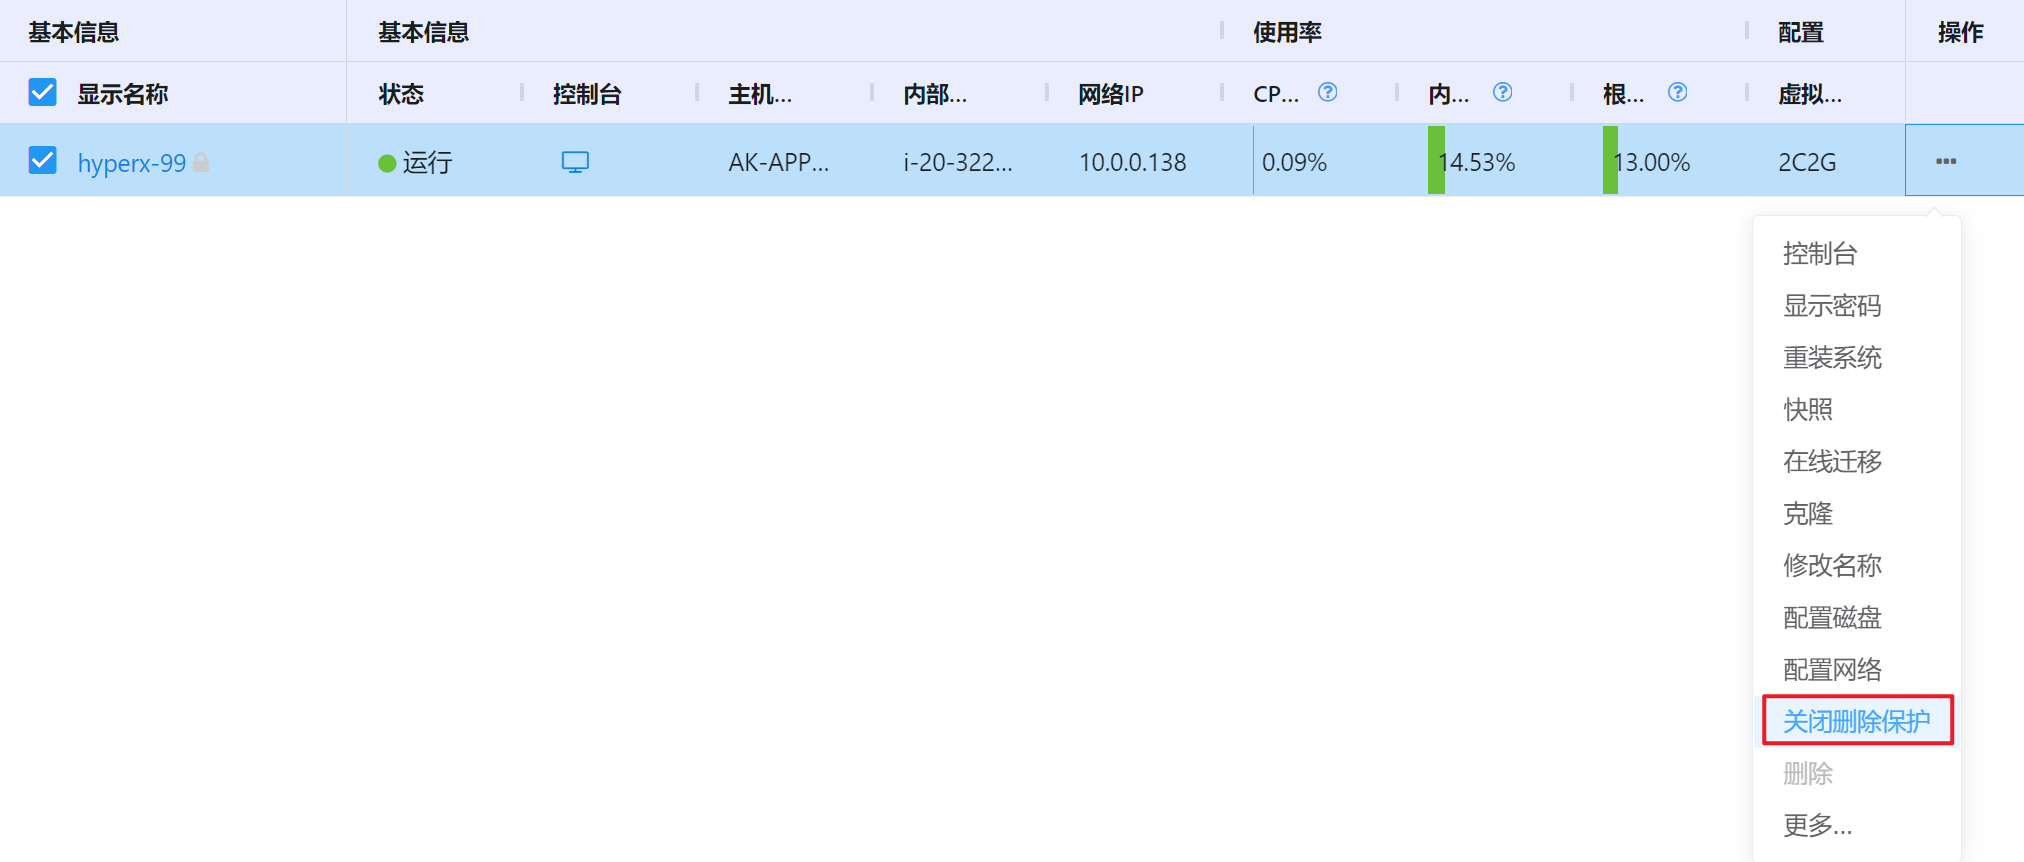 基本信息 基本信息 使用率 配置 操作
显示名称 状态 控制台 主机... 内部... 网络IP CP... 内... 根... 虚拟...
hyperx-99 运行 AK-APP... i-20-322... 10.0.0.138 0.09% 14.53% 13.00% 2C2G ...
控制台
显示密码
重装系统
快照
在线迁移
克隆
修改名称
配置磁盘
配置网络
关闭删除保护
删除
更多...